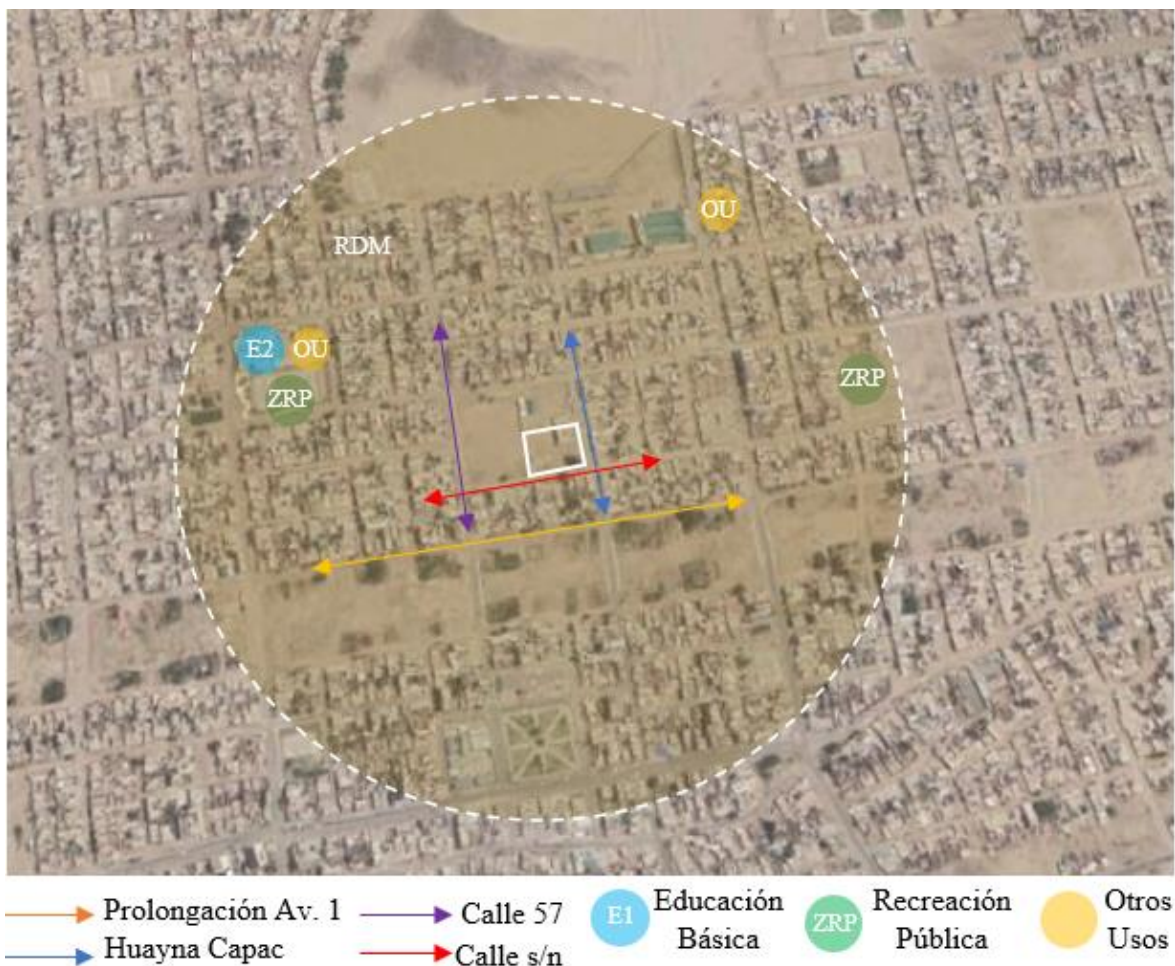 OU
RDM
E2
OU
ZRP
ZRP
Prolongación Av. 1
Calle 57
E1
Educación
Básica
ZRP
Recreación
Pública
Otros
Usos
Huayna Capac
Calle s/n